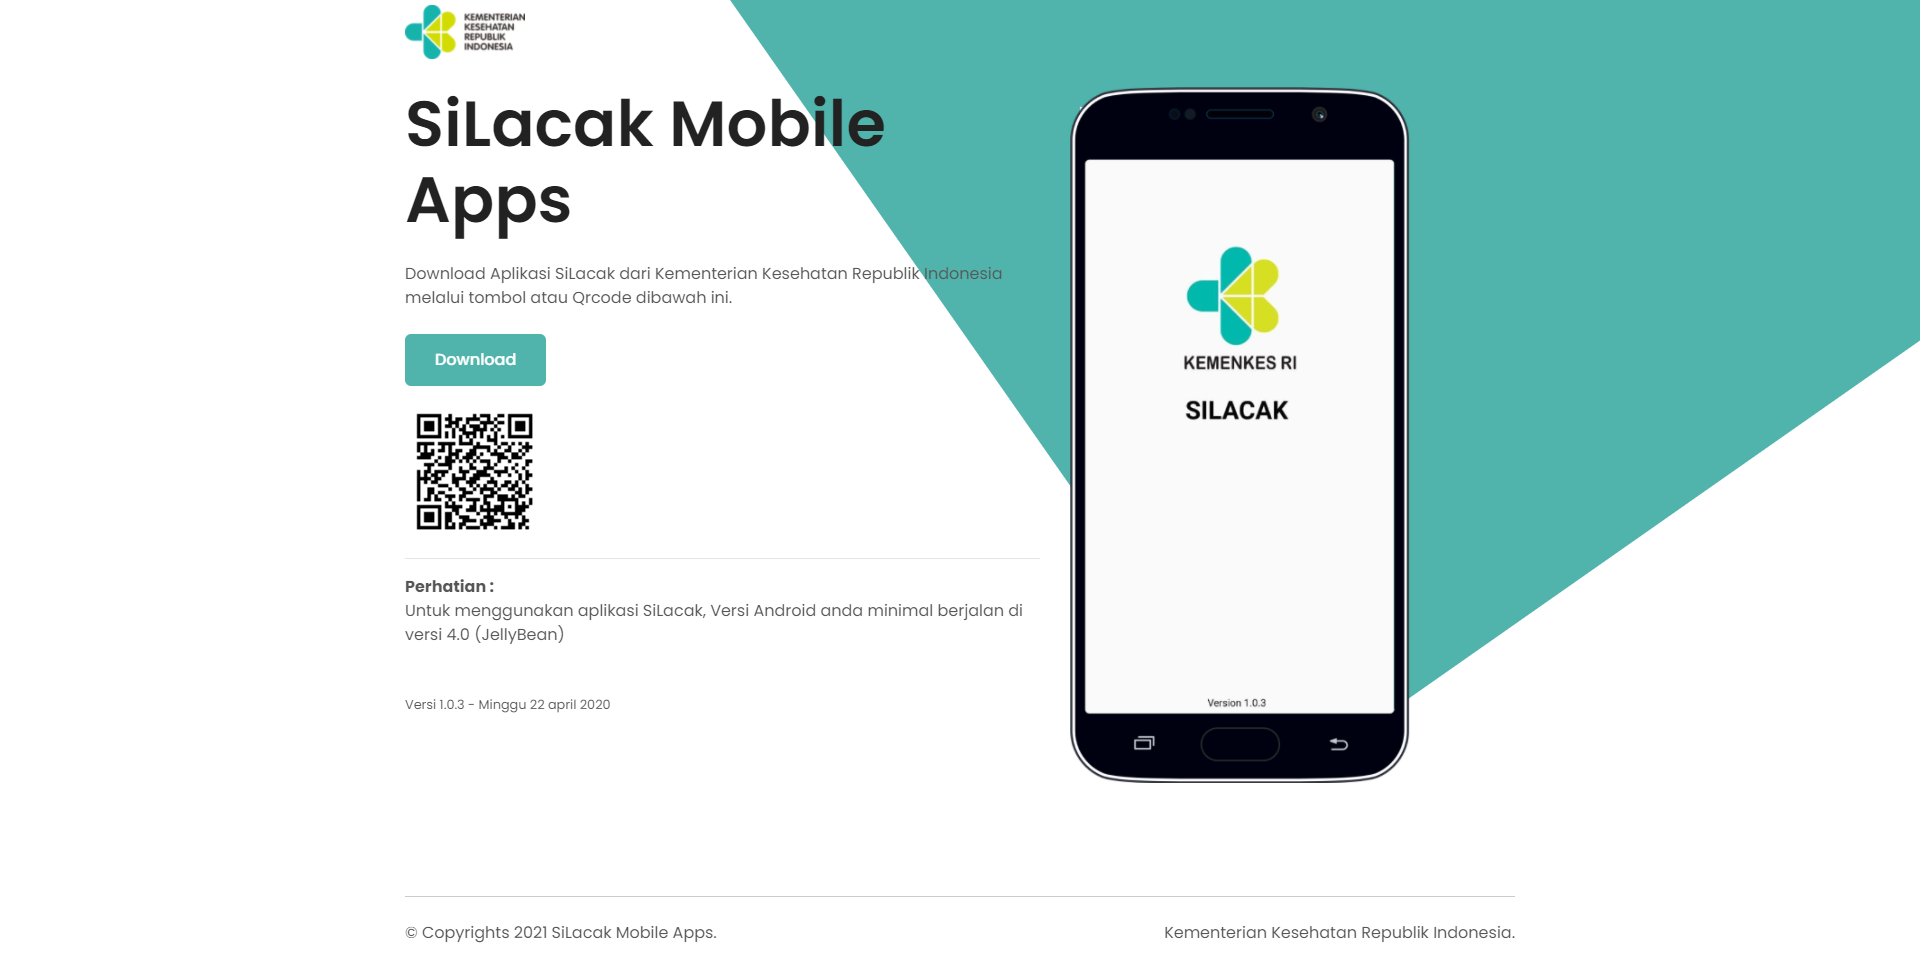 KEMENTERIAN
KESEHATAN
REPUBLIK
INDONESIA
SiLacak Mobile
Apps
Download Aplikasi SiLacak dari Kementerian Kesehatan Republik Indonesia
melalui tombol atau Qrcode dibawah ini.
Download
Perhatian :
Untuk menggunakan aplikasi SiLacak, Versi Android anda minimal berjalan di
versi 4.0 (JellyBean)
Versi 1.0.3 - Minggu 22 april 2020
KEMENKES RI
SILACAK
Version 1.0.3
© Copyrights 2021 SiLacak Mobile Apps.
Kementerian Kesehatan Republik Indonesia.